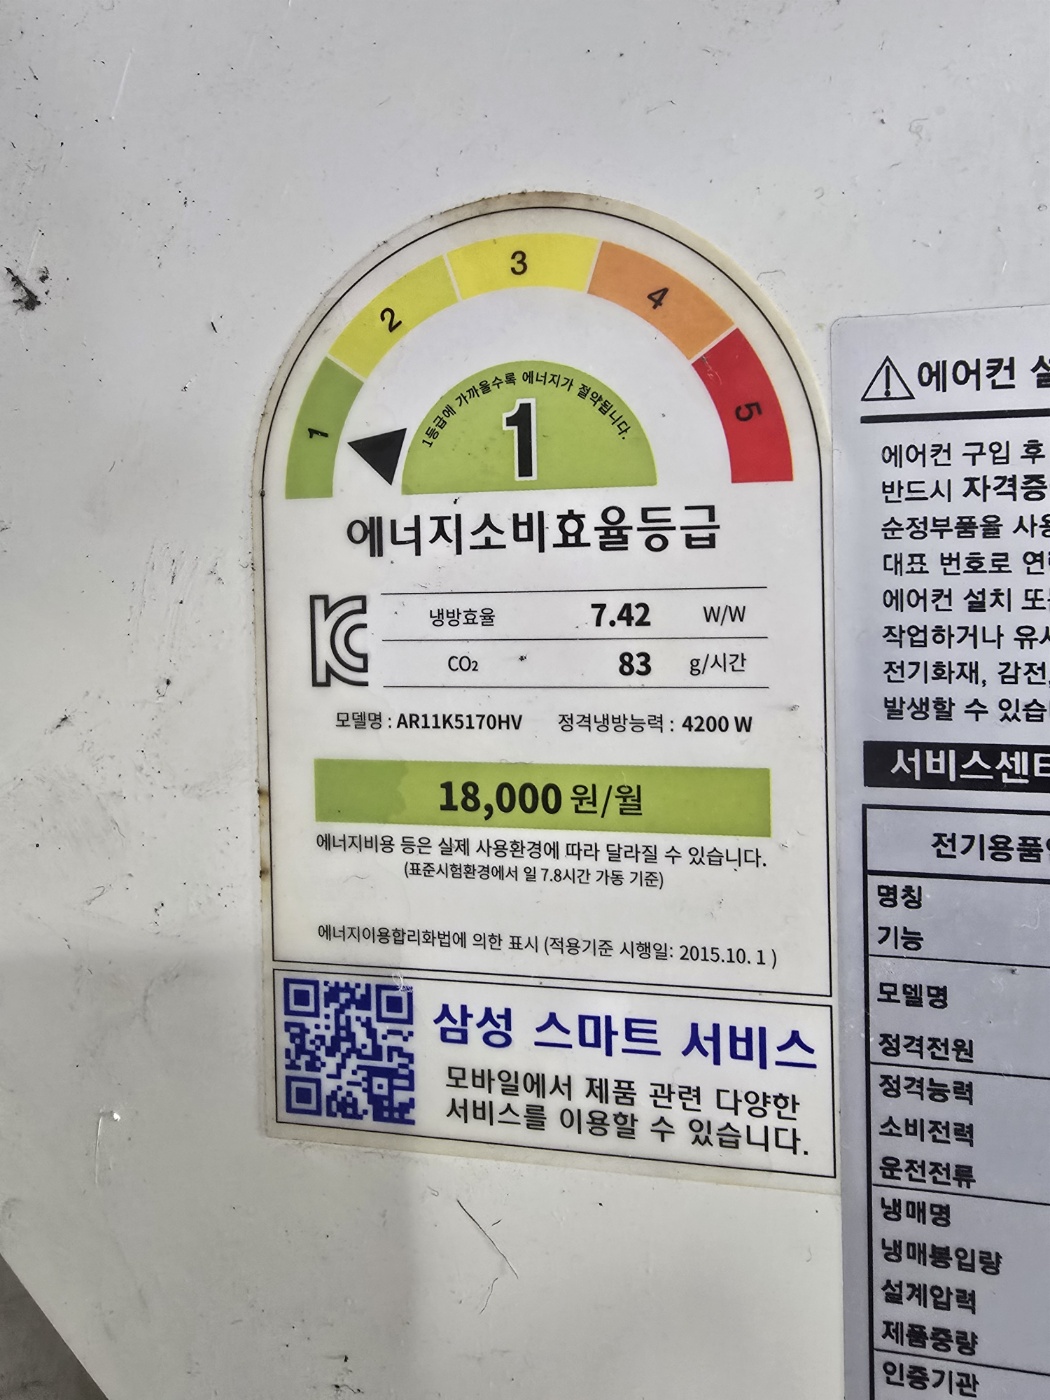 3
2
4
1
5
1등급에 가까울수록 에너지가 절약됩니다.
1
에너지소비효율등급
냉방효율 7.42 W/W
CO₂ 83 g/시간
모델명 : AR11K5170HV 정격냉방능력 : 4200 W
18,000 원/월
에너지비용 등은 실제 사용환경에 따라 달라질 수 있습니다.
(표준시험환경에서 일 7.8시간 가동 기준)
에너지이용합리화법에 의한 표시 (적용기준 시행일: 2015.10. 1 )
삼성 스마트 서비스
모바일에서 제품 관련 다양한
서비스를 이용할 수 있습니다.
에어컨
에어컨 구입 후
반드시 자격증
순정부품을
대표 번호로
에어컨 설치
작업하거나
전기화재, 감전,
발생할 수
서비스센터
전기용품
명칭
기능
모델명
정격전원
정격능력
소비전력
운전전류
냉매명
냉매봉입량
설계압력
제품중량
인증기관